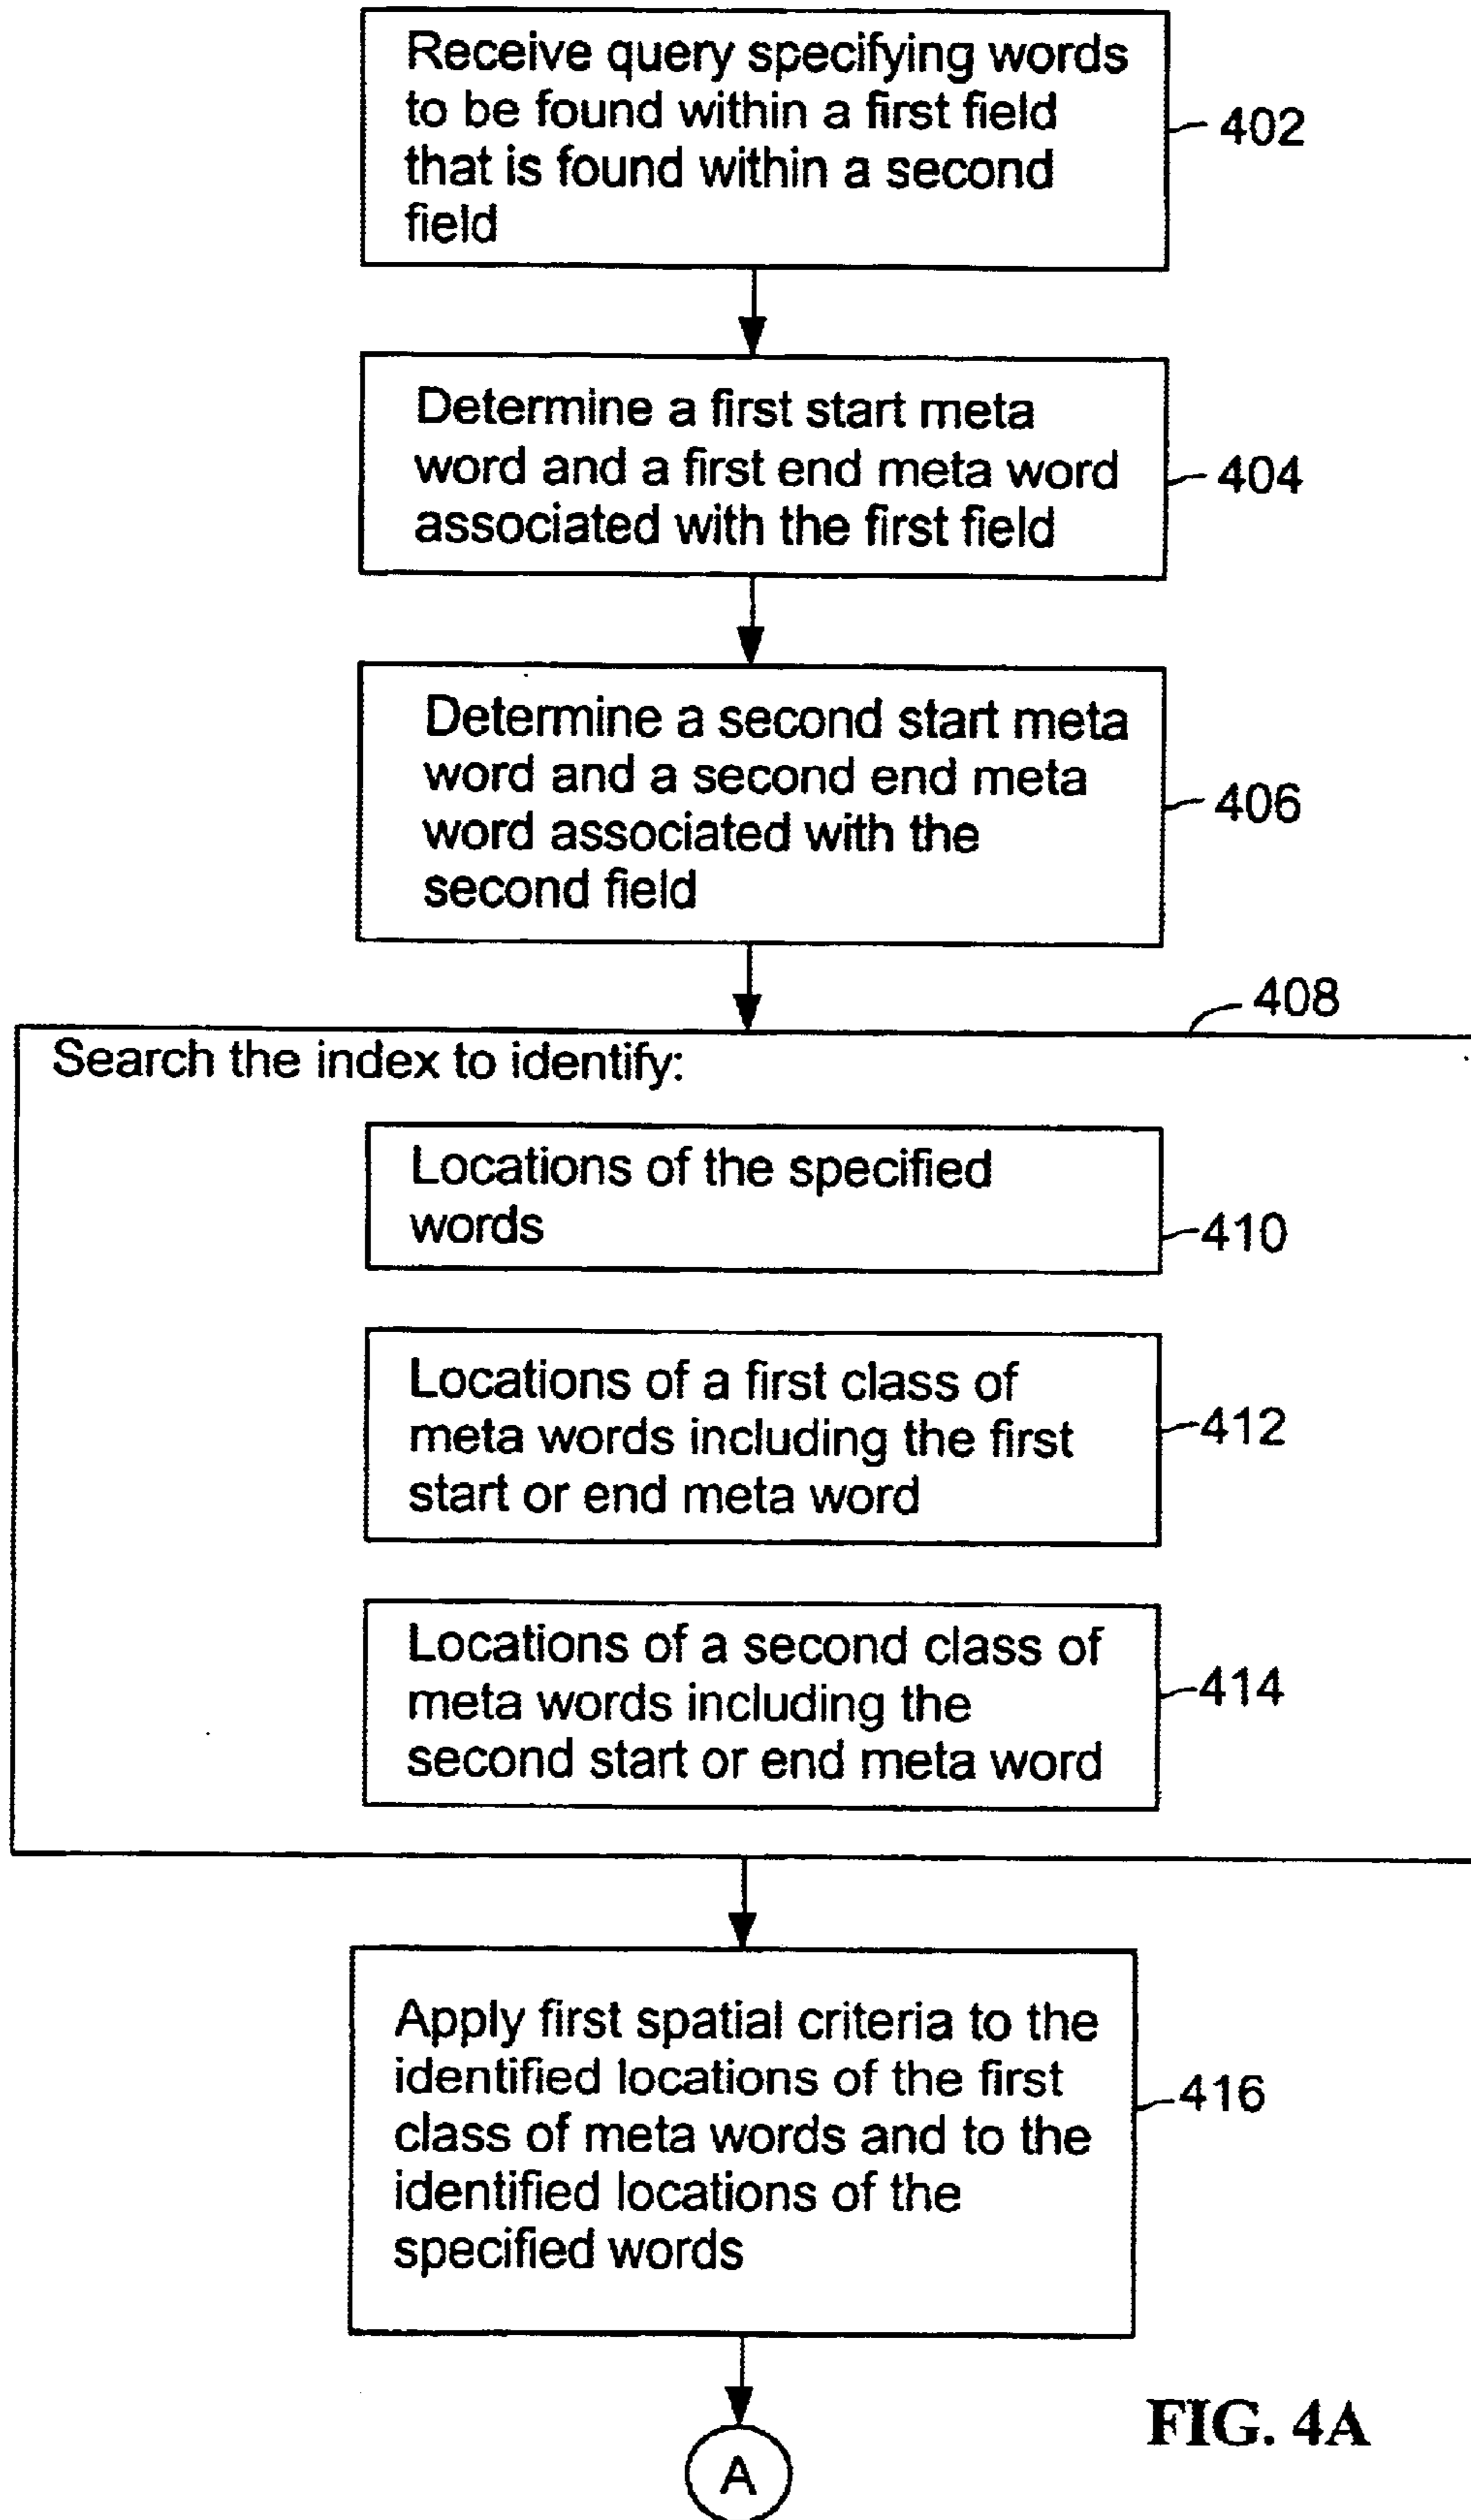 Receive query specifying words
to be found within a first field
that is found within a second
field
402
Determine a first start meta
word and a first end meta word
associated with the first field
404
Determine a second start meta
word and a second end meta
word associated with the
second field
406
408
Search the index to identify:
Locations of the specified
words
410
Locations of a first class of
meta words including the first
start or end meta word
412
Locations of a second class of
meta words including the
second start or end meta word
414
Apply first spatial criteria to the
identified locations of the first
class of meta words and to the
identified locations of the
specified words
416
FIG. 4A
A